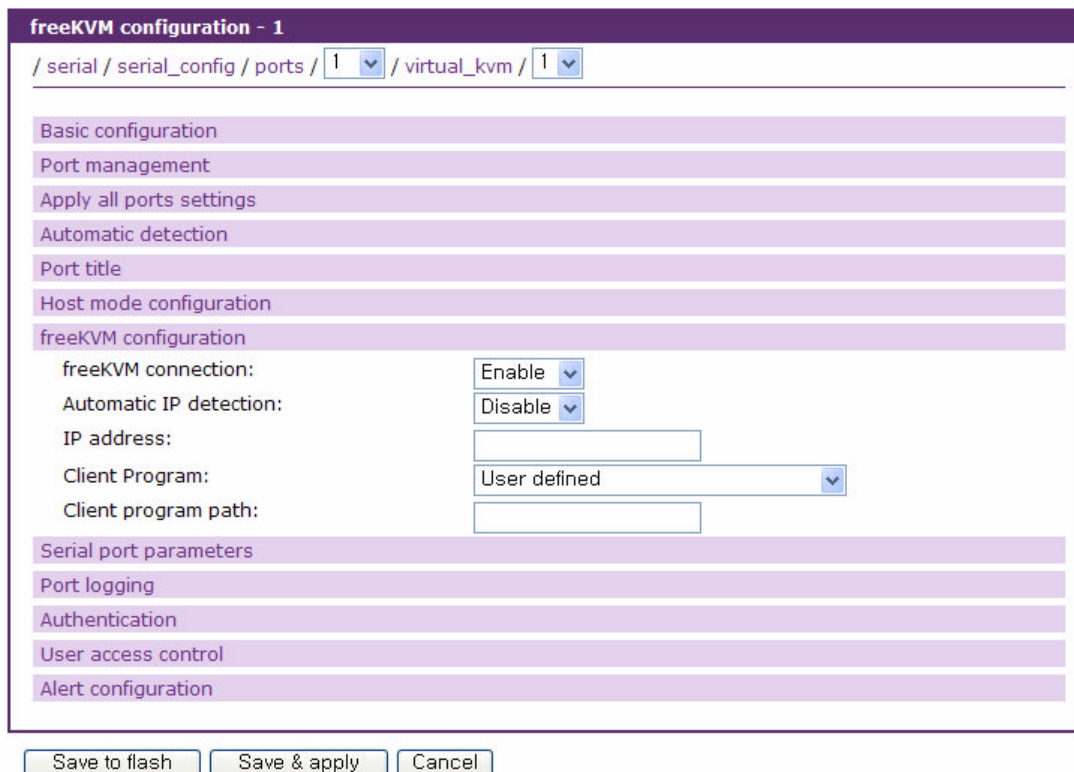 freeKVM configuration - 1
/ serial / serial_config / ports / 1 / virtual_kvm / 1
Basic configuration
Port management
Apply all ports settings
Automatic detection
Port title
Host mode configuration
freeKVM configuration
freeKVM connection: Enable
Automatic IP detection: Disable
IP address:
Client Program: User defined
Client program path:
Serial port parameters
Port logging
Authentication
User access control
Alert configuration
Save to flash Save & apply Cancel